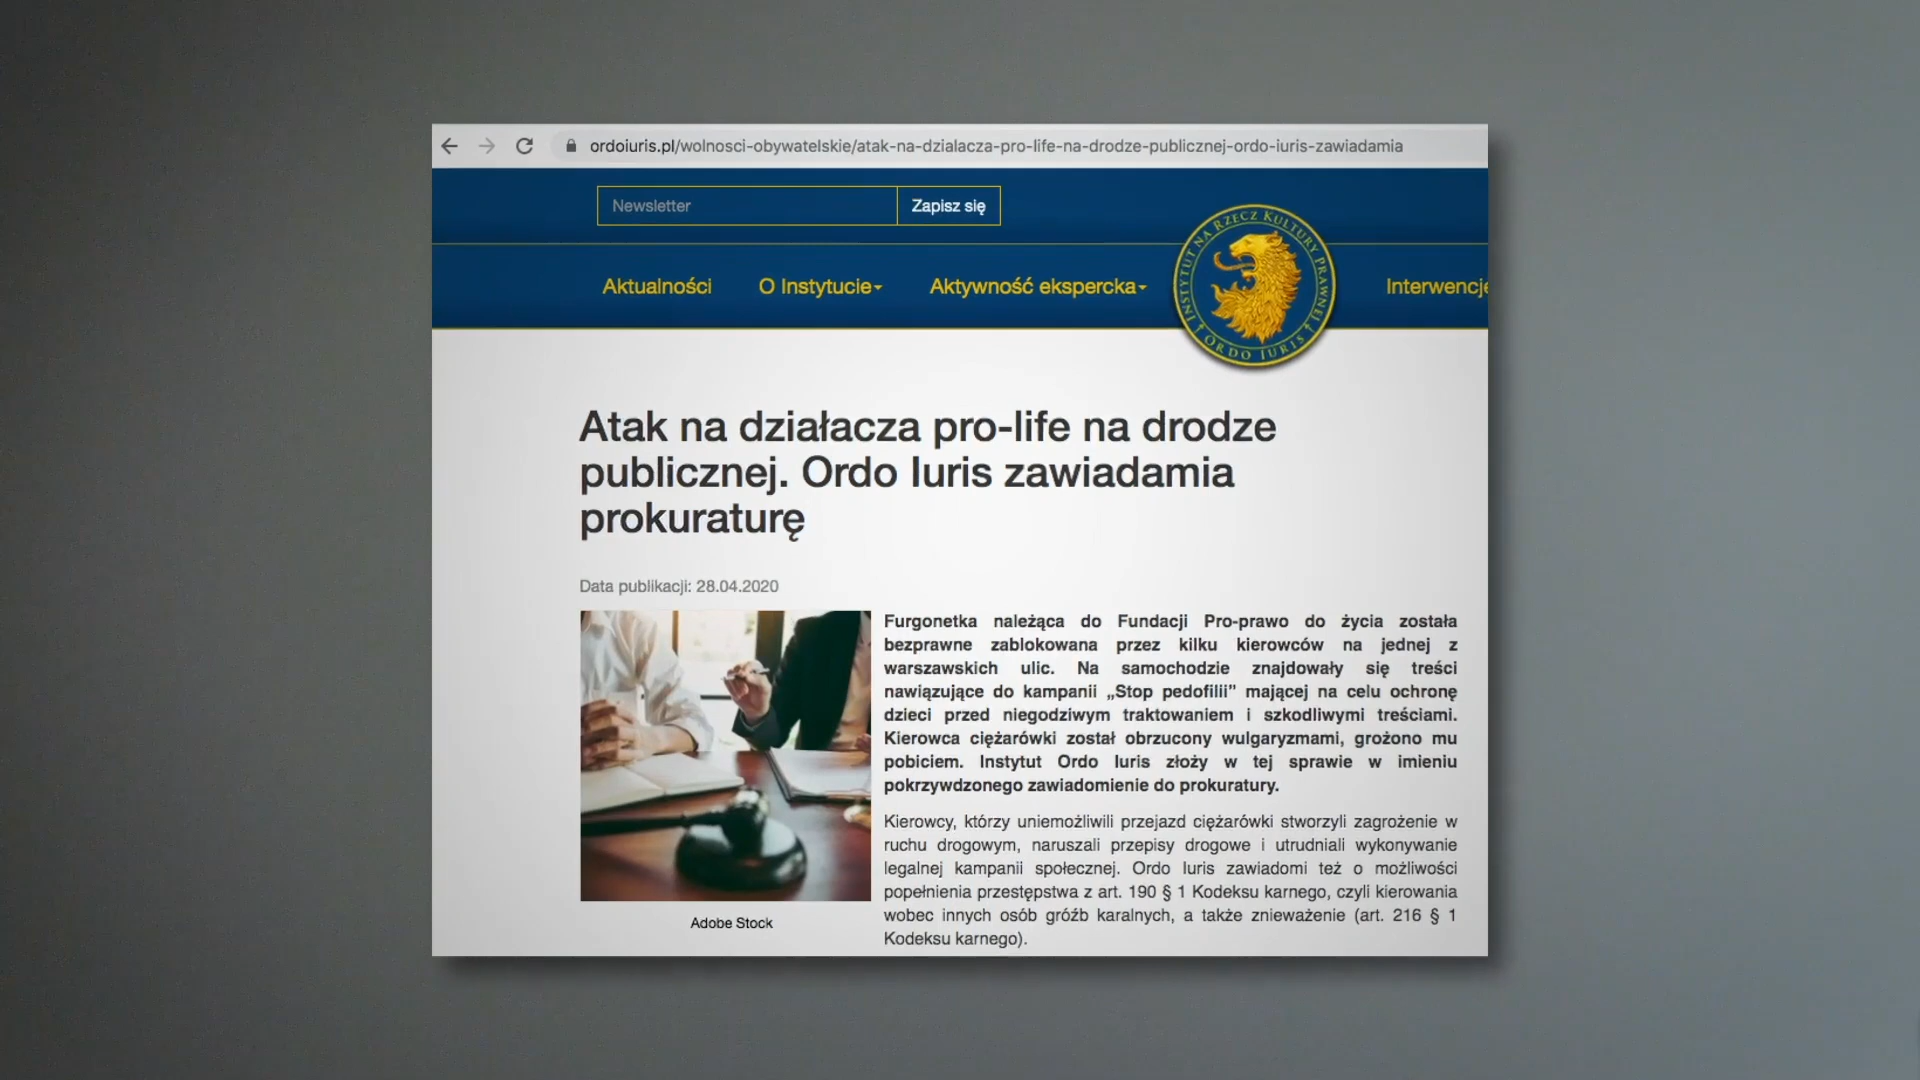 ordoiuris.pl/wolnosci-obywatelskie/atak-na-dzialacza-pro-life-na-drodze-publicznej-ordo-iuris-zawiadamia
Newsletter
Zapisz się
Aktualności
O Instytucie
Aktywność ekspercka
INSTYTUT NA RZECZ KULTURY PRAWNEJ
ORDO IURIS
Interwencje
Atak na działacza pro-life na drodze
publicznej. Ordo Iuris zawiadamia
prokuraturę
Data publikacji: 28.04.2020
Furgonetka należąca do Fundacji Pro-prawo do życia została
bezprawne zablokowana przez kilku kierowców na jednej z
warszawskich ulic. Na samochodzie znajdowały się treści
nawiązujące do kampanii „Stop pedofilii” mającej na celu ochronę
dzieci przed niegodziwym traktowaniem i szkodliwymi treściami.
Kierowca ciężarówki został obrzucony wulgaryzmami, grożono mu
pobiciem. Instytut Ordo Iuris złoży w tej sprawie w imieniu
pokrzywdzonego zawiadomienie do prokuratury.
Kierowcy, którzy uniemożliwili przejazd ciężarówki stworzyli zagrożenie w
ruchu drogowym, naruszali przepisy drogowe i utrudniali wykonywanie
legalnej kampanii społecznej. Ordo Iuris zawiadomi też o możliwości
popełnienia przestępstwa z art. 190 § 1 Kodeksu karnego, czyli kierowania
wobec innych osób gróźb karalnych, a także znieważenie (art. 216 § 1
Kodeksu karnego).
Adobe Stock